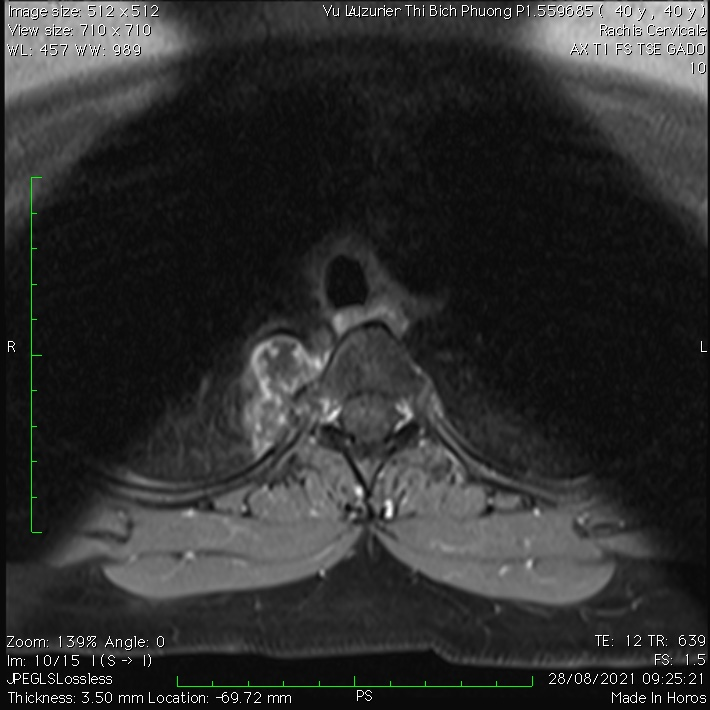 Image size: 512 x 512
View size: 710 x 710
WL: 457 WW: 989
Vu Luzurier Thi Bich Phuong P1.559685 ( 40 y , 40 y )
Rachis Cervicale
AX T1 FS TSE GADO
10
R
L
Zoom: 139% Angle: 0
Im: 10/15 I (S -> I)
JPEGLSLossless
Thickness: 3.50 mm Location: -69.72 mm
PS
TE: 12 TR: 639
FS: 1.5
28/08/2021 09:25:21
Made In Horos